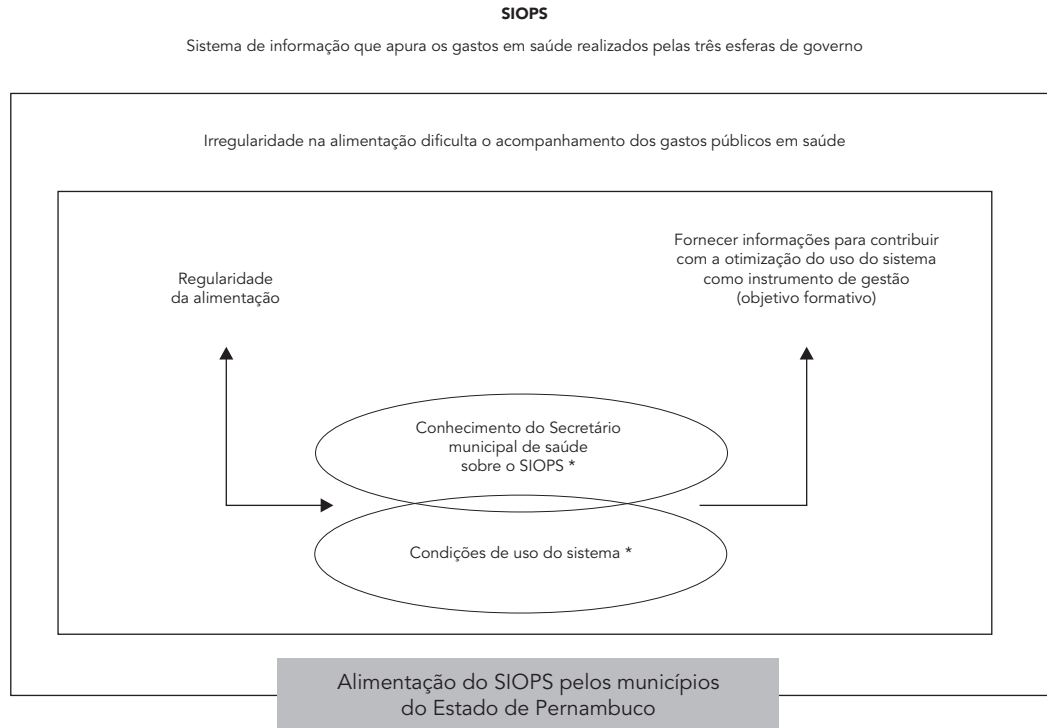 SIOPS
Sistema de informação que apura os gastos em saúde realizados pelas três esferas de governo
Irregularidade na alimentação dificulta o acompanhamento dos gastos públicos em saúde
Regularidade
da alimentação
Fornecer informações para contribuir
com a otimização do uso do sistema
como instrumento de gestão
(objetivo formativo)
Conhecimento do Secretário
municipal de saúde
sobre o SIOPS *
Condições de uso do sistema *
Alimentação do SIOPS pelos municípios
do Estado de Pernambuco